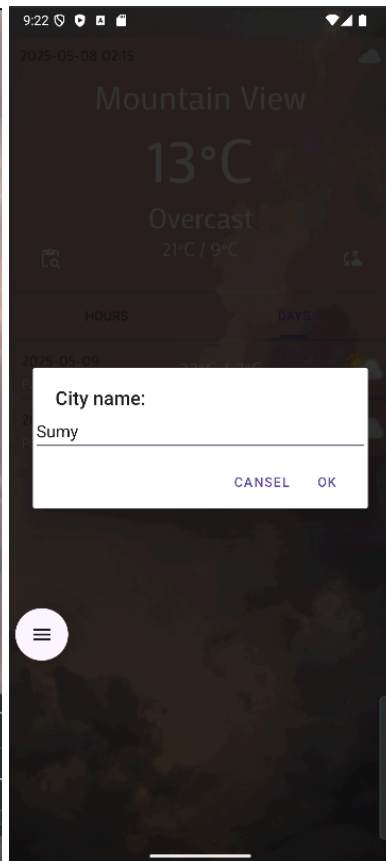 9:22
2025-05-08 02:15
Mountain View
13°C
Overcast
21°C / 9°C
HOURS DAYS
2025-05-09
City name:
Sumy
CANSEL OK